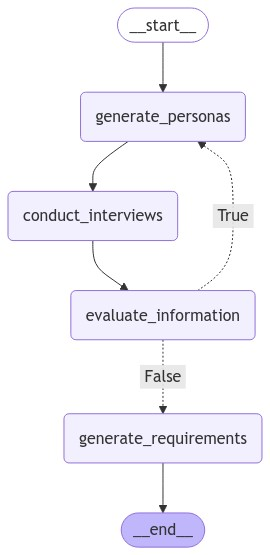 __start__
generate_personas
conduct_interviews
True
evaluate_information
False
generate_requirements
__end__